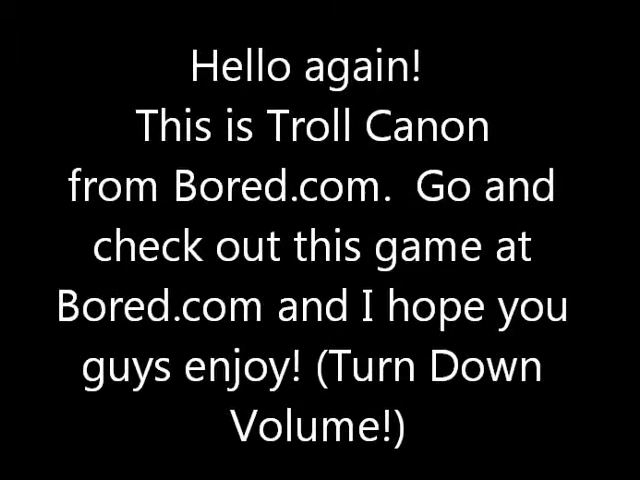 Hello again!
This is Troll Canon
from Bored.com.  Go and
check out this game at
Bored.com and I hope you
guys enjoy! (Turn Down
Volume!)